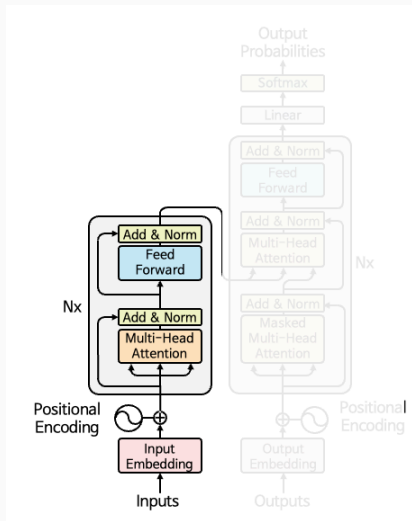 Output
Probabilities
Softmax
Linear
Add & Norm
Feed
Forward
Add & Norm
Multi-Head
Attention
Nx
Add & Norm
Masked
Multi-Head
Attention
Positional
Encoding
Output
Embedding
Outputs
Add & Norm
Feed
Forward
Nx
Add & Norm
Multi-Head
Attention
Positional
Encoding
Input
Embedding
Inputs